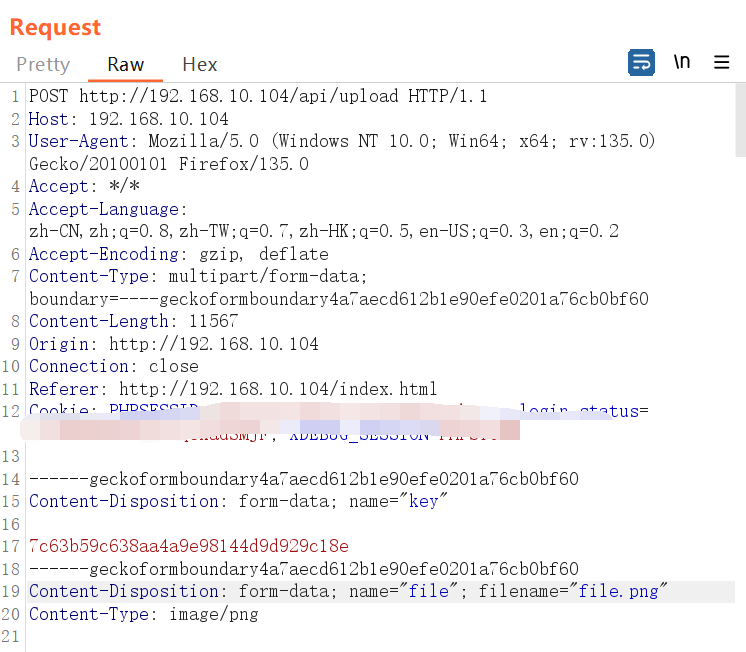 Request
Pretty Raw Hex \n
1 POST http://192.168.10.104/api/upload HTTP/1.1
2 Host: 192.168.10.104
3 User-Agent: Mozilla/5.0 (Windows NT 10.0; Win64; x64; rv:135.0)
Gecko/20100101 Firefox/135.0
4 Accept: */*
5 Accept-Language:
zh-CN,zh;q=0.8,zh-TW;q=0.7,zh-HK;q=0.5,en-US;q=0.3,en;q=0.2
6 Accept-Encoding: gzip, deflate
7 Content-Type: multipart/form-data;
boundary=----geckoformboundary4a7aecd612b1e90efe0201a76cb0bf60
8 Content-Length: 11567
9 Origin: http://192.168.10.104
10 Connection: close
11 Referer: http://192.168.10.104/index.html
12 Cookie: PHPSESSID login_status=
XDEBUG_SESSION
13
14 ------geckoformboundary4a7aecd612b1e90efe0201a76cb0bf60
15 Content-Disposition: form-data; name="key"
16
17 7c63b59c638aa4a9e98144d9d929c18e
18 ------geckoformboundary4a7aecd612b1e90efe0201a76cb0bf60
19 Content-Disposition: form-data; name="file"; filename="file.png"
20 Content-Type: image/png
21